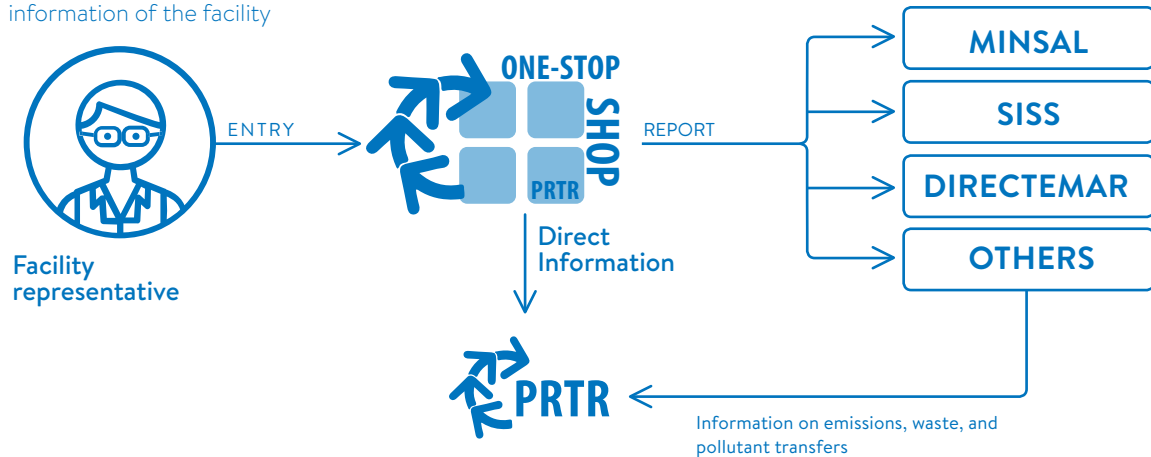 information of the facility
ENTRY
ONE-STOP
SHOP
PRTR
REPORT
MINSAL
SISS
DIRECTEMAR
OTHERS
Facility
representative
Direct
Information
PRTR
Information on emissions, waste, and
pollutant transfers